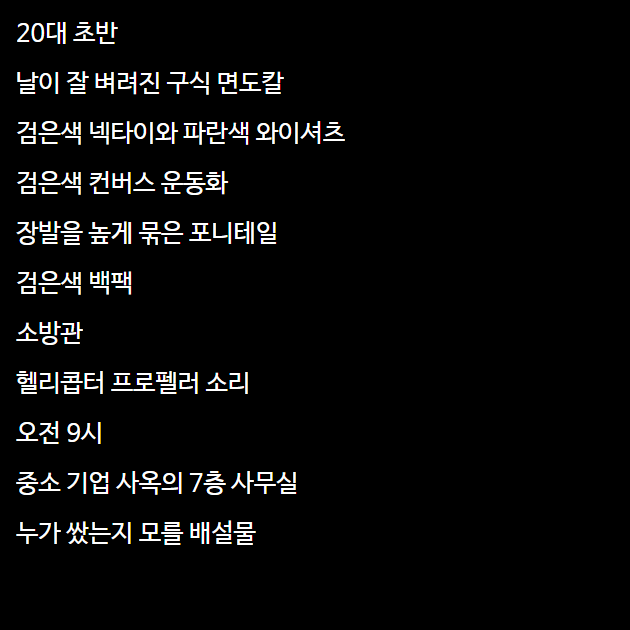 20대 초반
날이 잘 벼려진 구식 면도칼
검은색 넥타이와 파란색 와이셔츠
검은색 컨버스 운동화
장발을 높게 묶은 포니테일
검은색 백팩
소방관
헬리콥터 프로펠러 소리
오전 9시
중소 기업 사옥의 7층 사무실
누가 쌌는지 모를 배설물